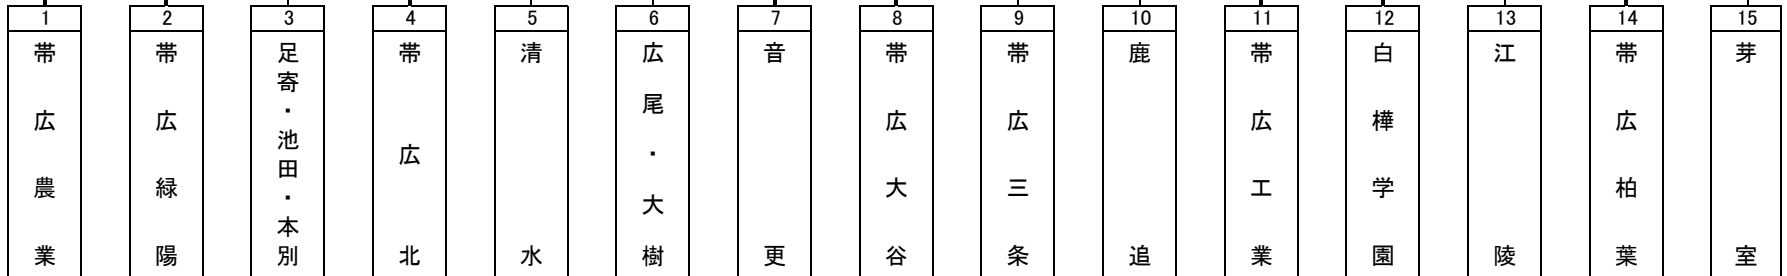 1
帯広農業
2
帯広緑陽
3
足寄・池田・本別
4
帯広北
5
清水
6
広尾・大樹
7
音更
8
帯広大谷
9
帯広三条
10
鹿追
11
帯広工業
12
白樺学園
13
江陵
14
帯広柏葉
15
芽室